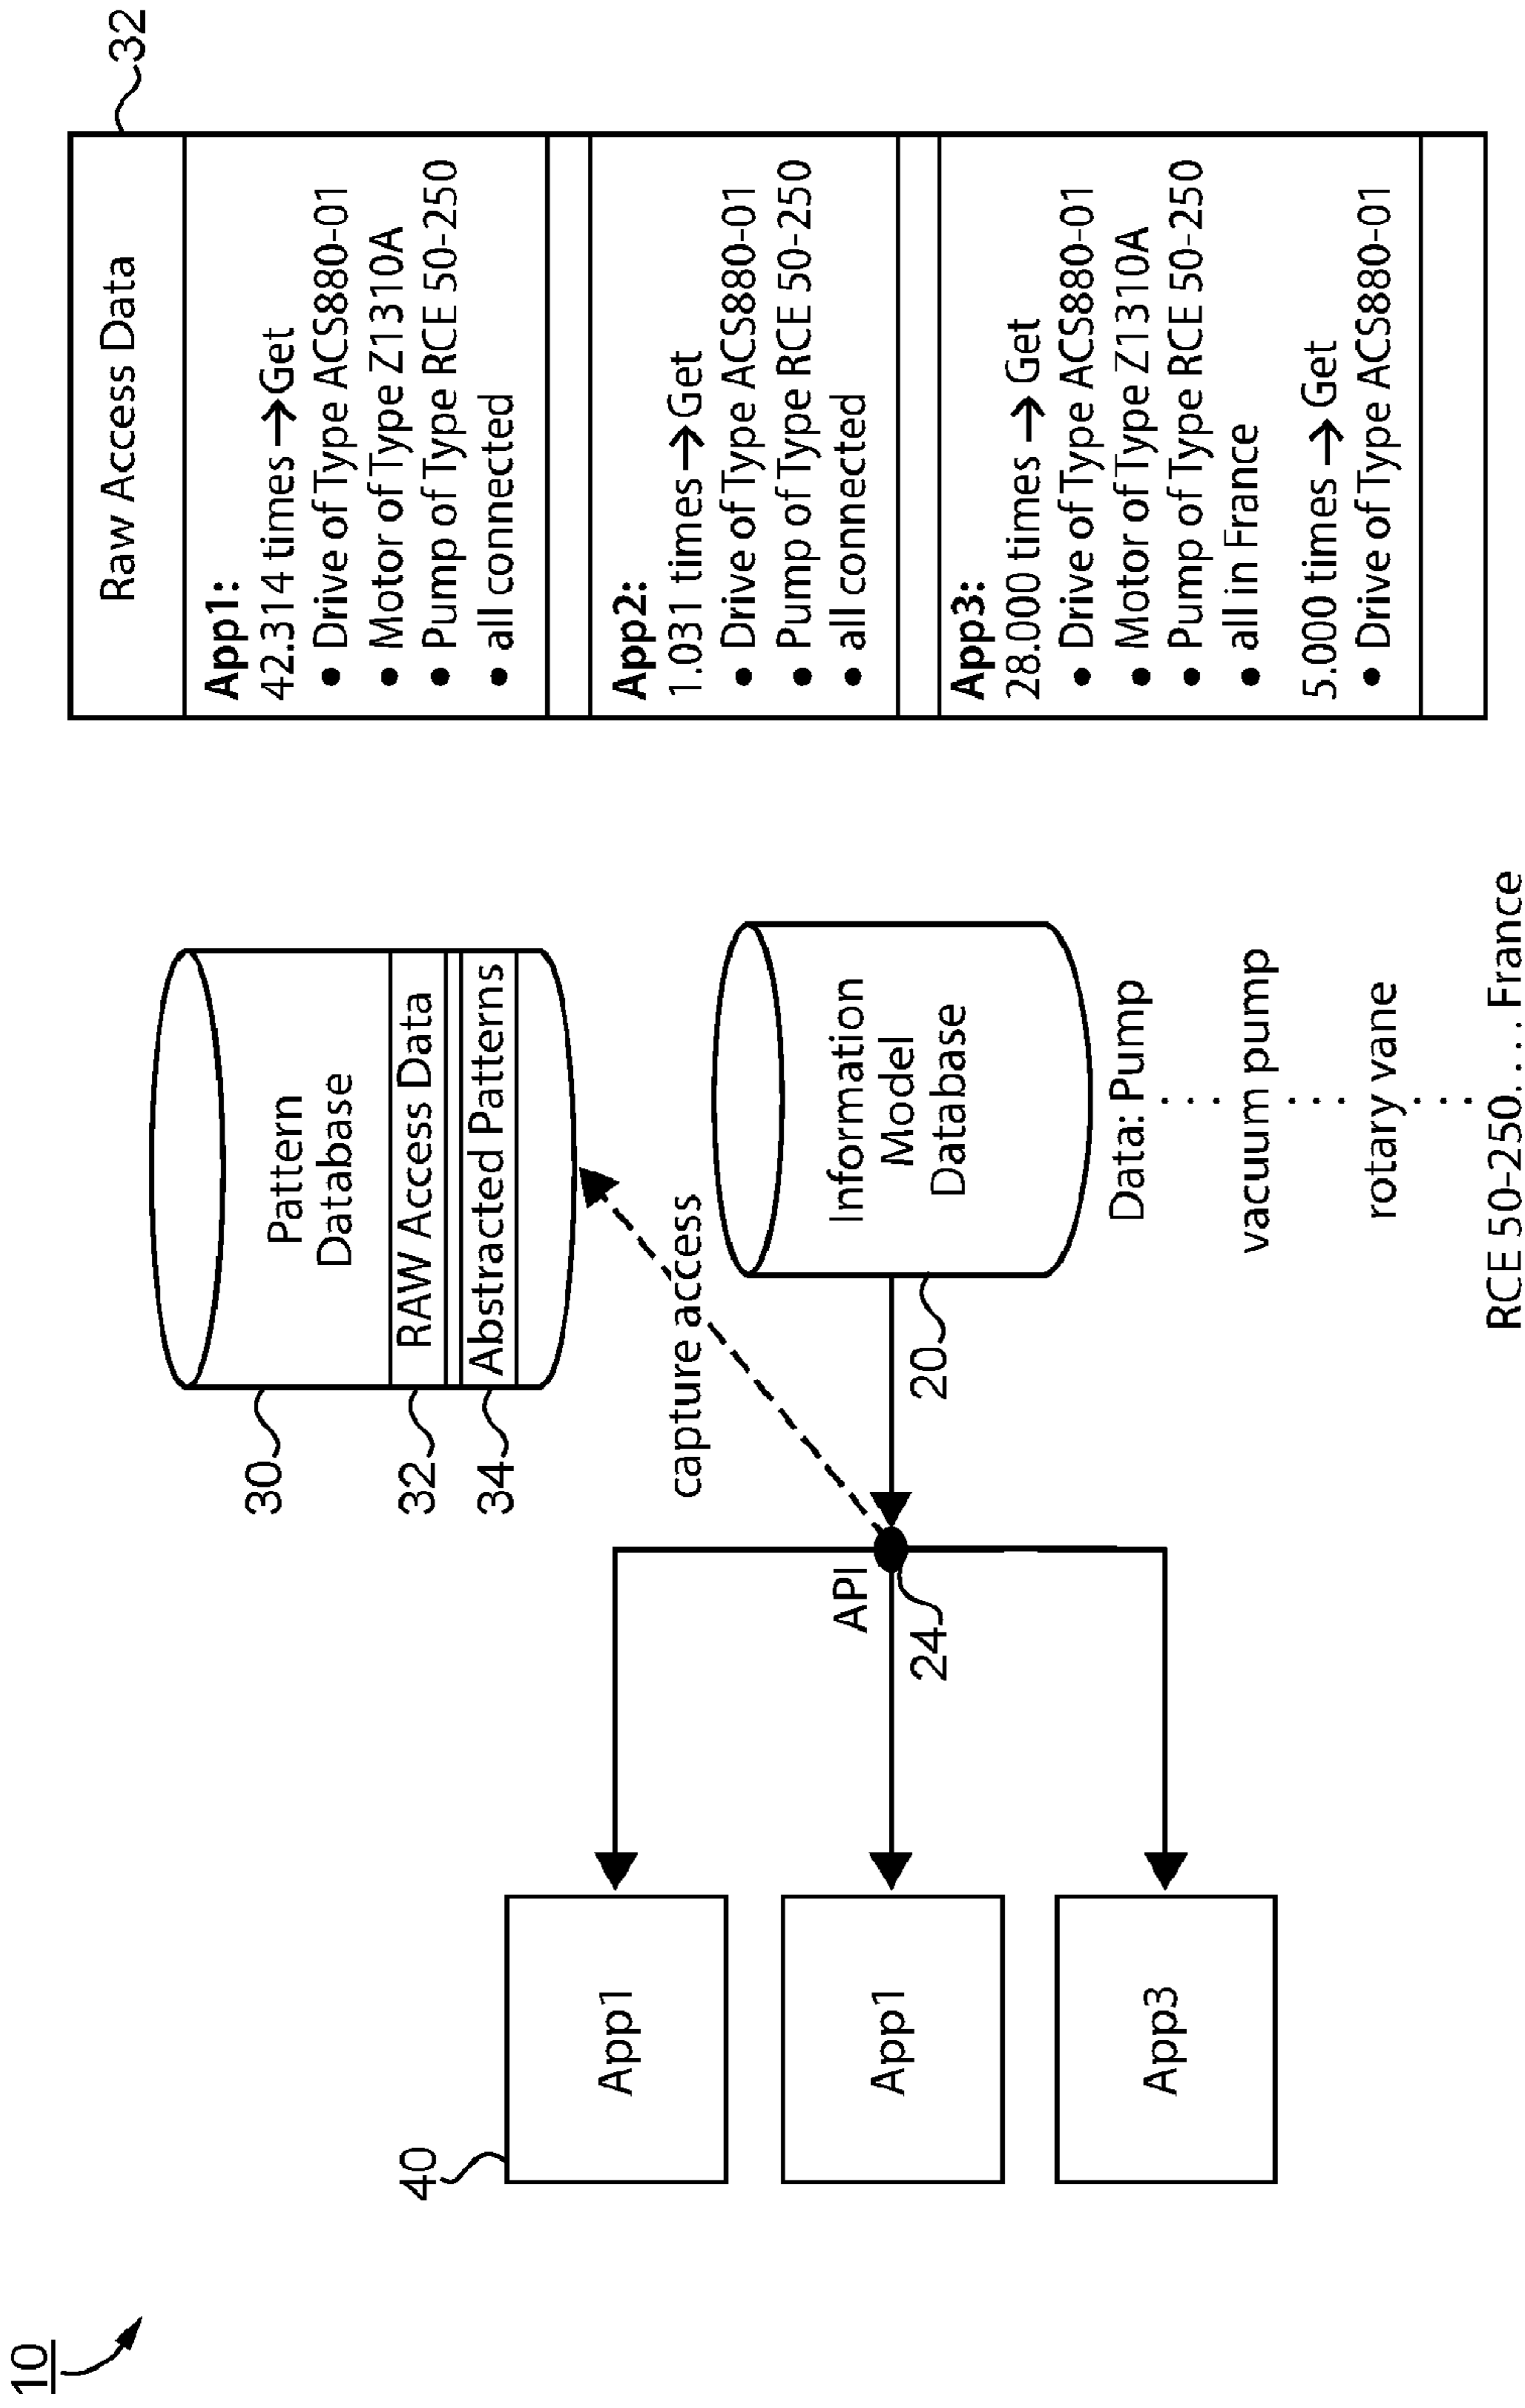 10
40
App1
App1
App3
API
24
capture access
30
32
34
Pattern
Database
RAW Access Data
Abstracted Patterns
20
Information
Model
Database
Data: Pump
vacuum pump
rotary vane
RCE 50-250.... France
32
Raw Access Data
App1:
42.314 times →Get
• Drive of Type ACS880-01
• Motor of Type Z1310A
• Pump of Type RCE 50-250
• all connected
App2:
1.031 times →Get
• Drive of Type ACS880-01
• Pump of Type RCE 50-250
• all connected
App3:
28.000 times → Get
• Drive of Type ACS880-01
• Motor of Type Z1310A
• Pump of Type RCE 50-250
• all in France
5.000 times → Get
• Drive of Type ACS880-01